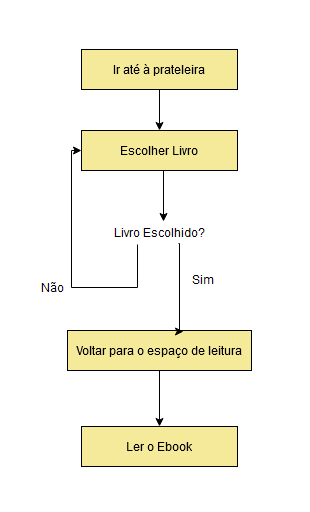 Ir até à prateleira
Escolher Livro
Livro Escolhido?
Não
Sim
Voltar para o espaço de leitura
Ler o Ebook